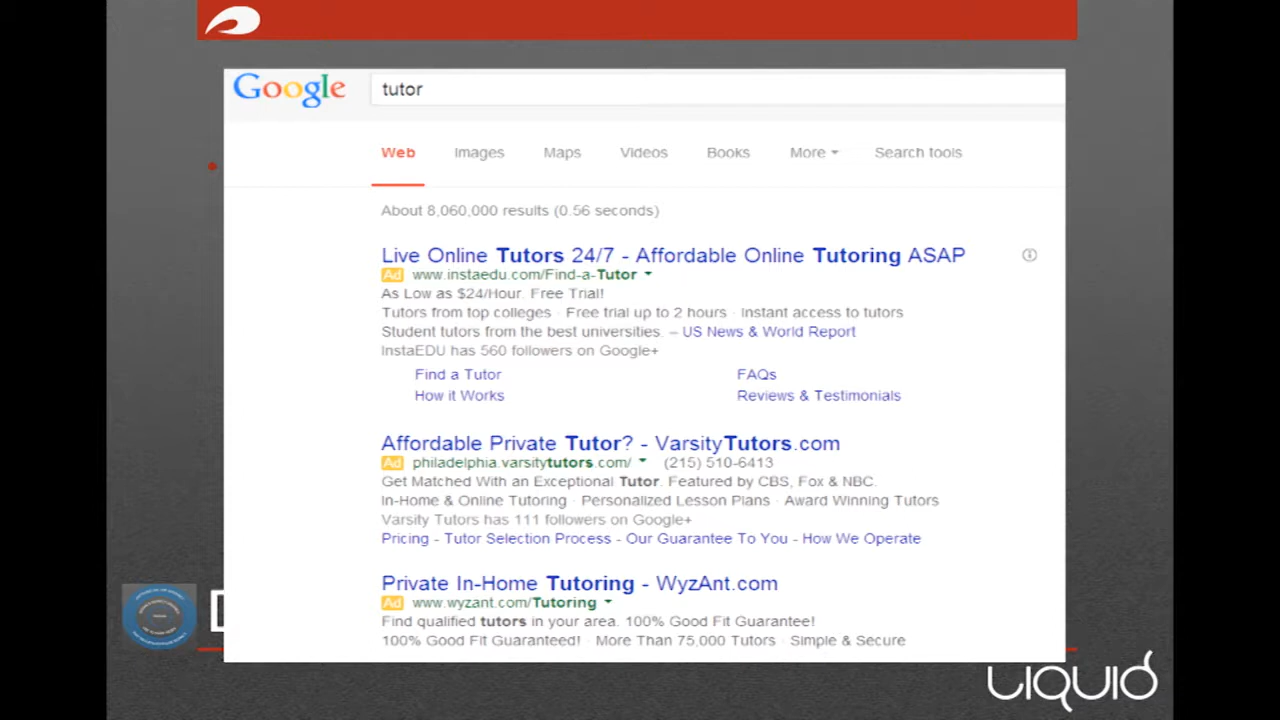 Google
tutor
Web Images Maps Videos Books More Search tools
About 8,060,000 results (0.56 seconds)
Live Online Tutors 24/7 - Affordable Online Tutoring ASAP
Ad www.instaedu.com/Find-a-Tutor
As Low as $24/Hour. Free Trial!
Tutors from top colleges · Free trial up to 2 hours · Instant access to tutors
Student tutors from the best universities. – US News & World Report
InstaEDU has 560 followers on Google+
Find a Tutor FAQs
How it Works Reviews & Testimonials
Affordable Private Tutor? - VarsityTutors.com
Ad philadelphia.varsitytutors.com/ (215) 510-6413
Get Matched With an Exceptional Tutor. Featured by CBS, Fox & NBC.
In-Home & Online Tutoring · Personalized Lesson Plans · Award Winning Tutors
Varsity Tutors has 111 followers on Google+
Pricing - Tutor Selection Process - Our Guarantee To You - How We Operate
Private In-Home Tutoring - WyzAnt.com
Ad www.wyzant.com/Tutoring
Find qualified tutors in your area. 100% Good Fit Guarantee!
100% Good Fit Guaranteed! · More Than 75,000 Tutors · Simple & Secure
LIQUID